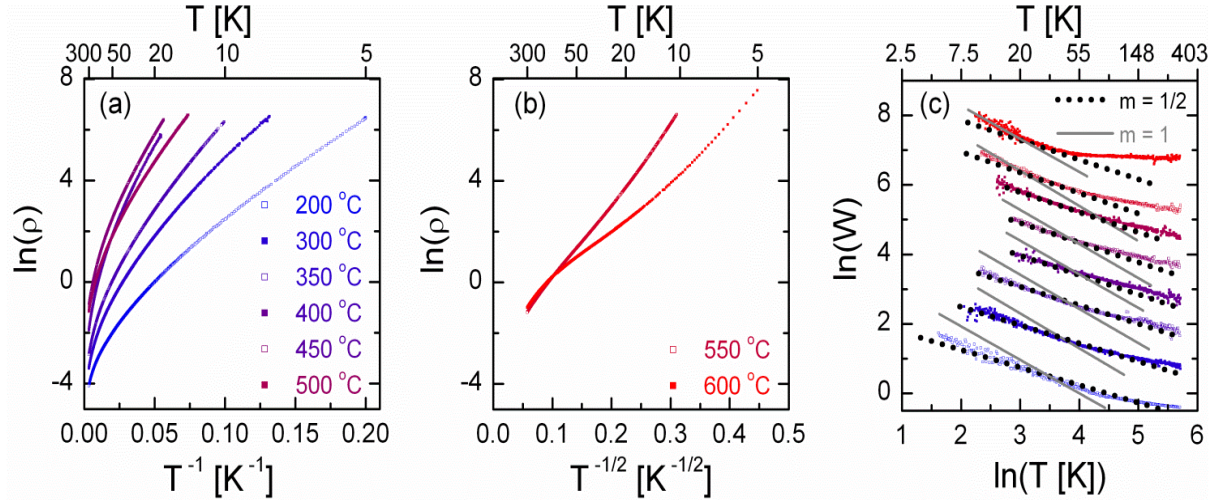 T [K]
300 50 20 10 5
(a)
8
4
0
-4
ln(ρ)
200 °C
300 °C
350 °C
400 °C
450 °C
500 °C
0.00 0.05 0.10 0.15 0.20
T⁻¹ [K⁻¹]
T [K]
300 50 20 10 5
(b)
8
4
0
-4
ln(ρ)
550 °C
600 °C
0.0 0.1 0.2 0.3 0.4 0.5
T⁻¹/² [K⁻¹/²]
T [K]
2.5 7.5 20 55 148 403
(c)
m = 1/2
m = 1
8
6
4
2
0
ln(W)
1 2 3 4 5 6
ln(T [K])